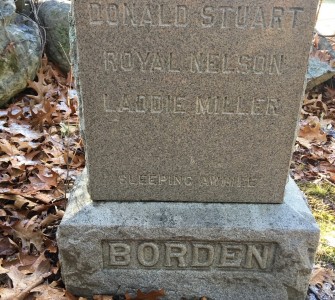 DONALD STUART
ROYAL NELSON
LADDIE MILLER
SLEEPING AWHILE
BORDEN